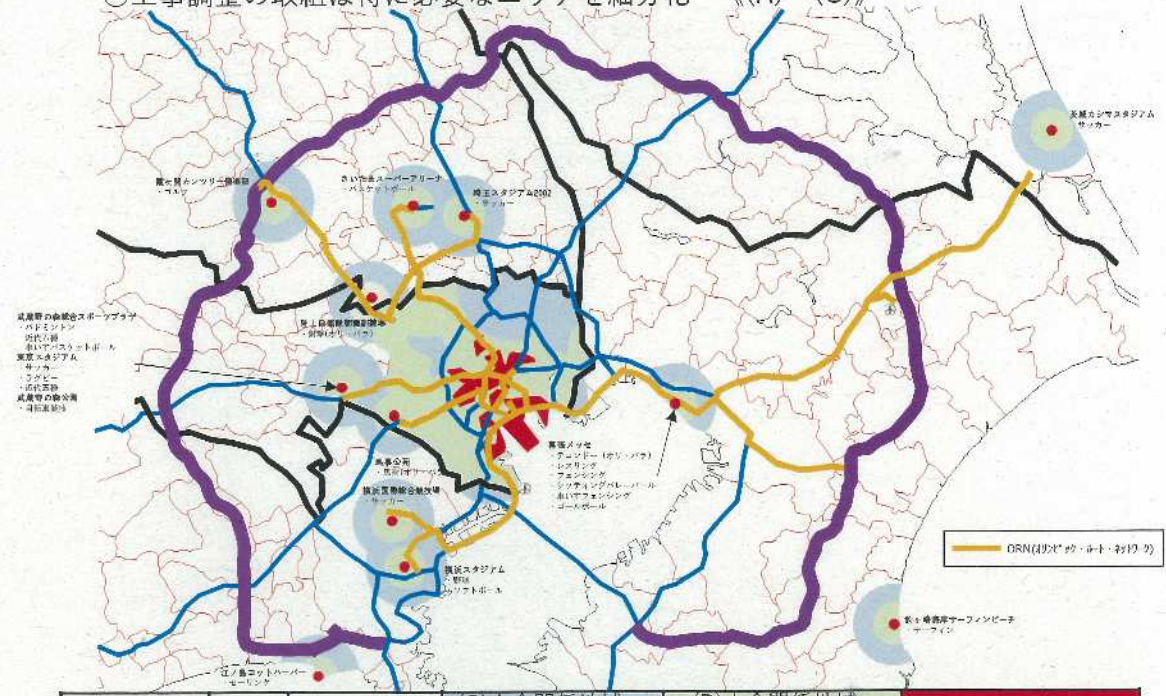 ○工事調整の取組は特に必要なエリアを細分化
茨城カシマスタジアム
・サッカー
霞ヶ関カンツリー倶楽部
・ゴルフ
さいたまスーパーアリーナ
・バスケットボール
埼玉スタジアム2002
・サッカー
陸上自衛隊朝霞訓練場
・射撃(オリ・パラ)
武蔵野の森総合スポーツプラザ
・バドミントン
・近代五種
・車いすバスケットボール
東京スタジアム
・サッカー
・ラグビー
・近代五種
武蔵野の森公園
・自転車競技
馬事公苑
幕張メッセ
・テコンドー(オリ・パラ)
・レスリング
・フェンシング
・シッティングバレーボール
・車いすフェンシング
・ゴールボール
横浜国際総合競技場
・サッカー
横浜スタジアム
・野球
・ソフトボール
ORN(オリンピック・ルート・ネットワーク)
釣ヶ崎海岸サーフィンビーチ
・サーフィン
江ノ島ヨットハーバー
・セーリング